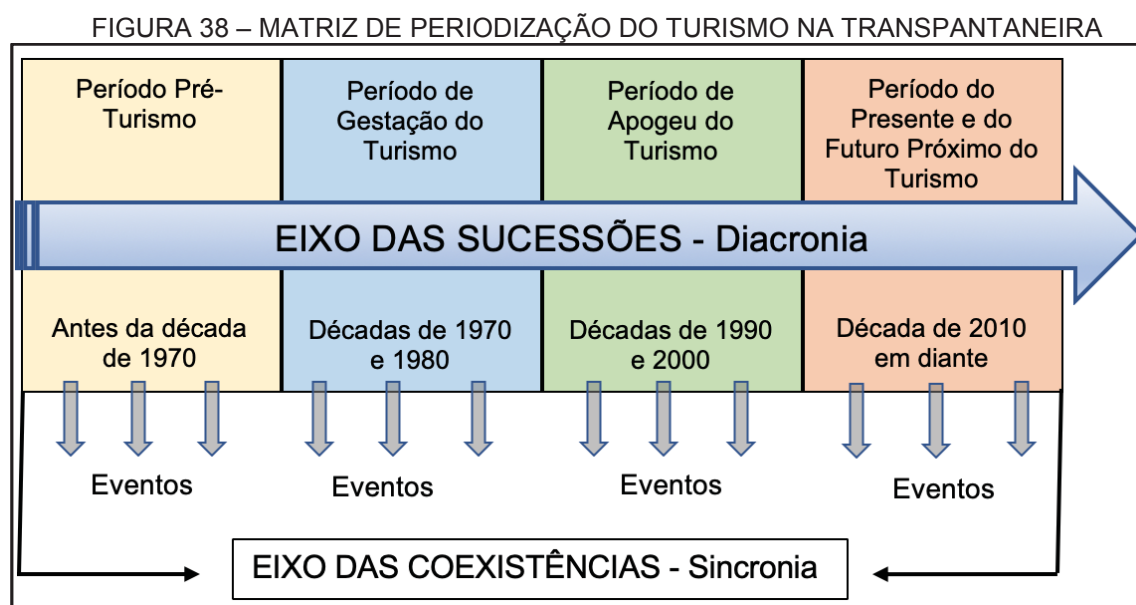 FIGURA 38 – MATRIZ DE PERIODIZAÇÃO DO TURISMO NA TRANSPANTANEIRA
Período Pré-
Turismo
Período de
Gestação do
Turismo
Período de
Apogeu do
Turismo
Período do
Presente e do
Futuro Próximo do
Turismo
EIXO DAS SUCESSÕES - Diacronia
Antes da década
de 1970
Décadas de 1970
e 1980
Décadas de 1990
e 2000
Década de 2010
em diante
Eventos
Eventos
Eventos
Eventos
EIXO DAS COEXISTÊNCIAS - Sincronia